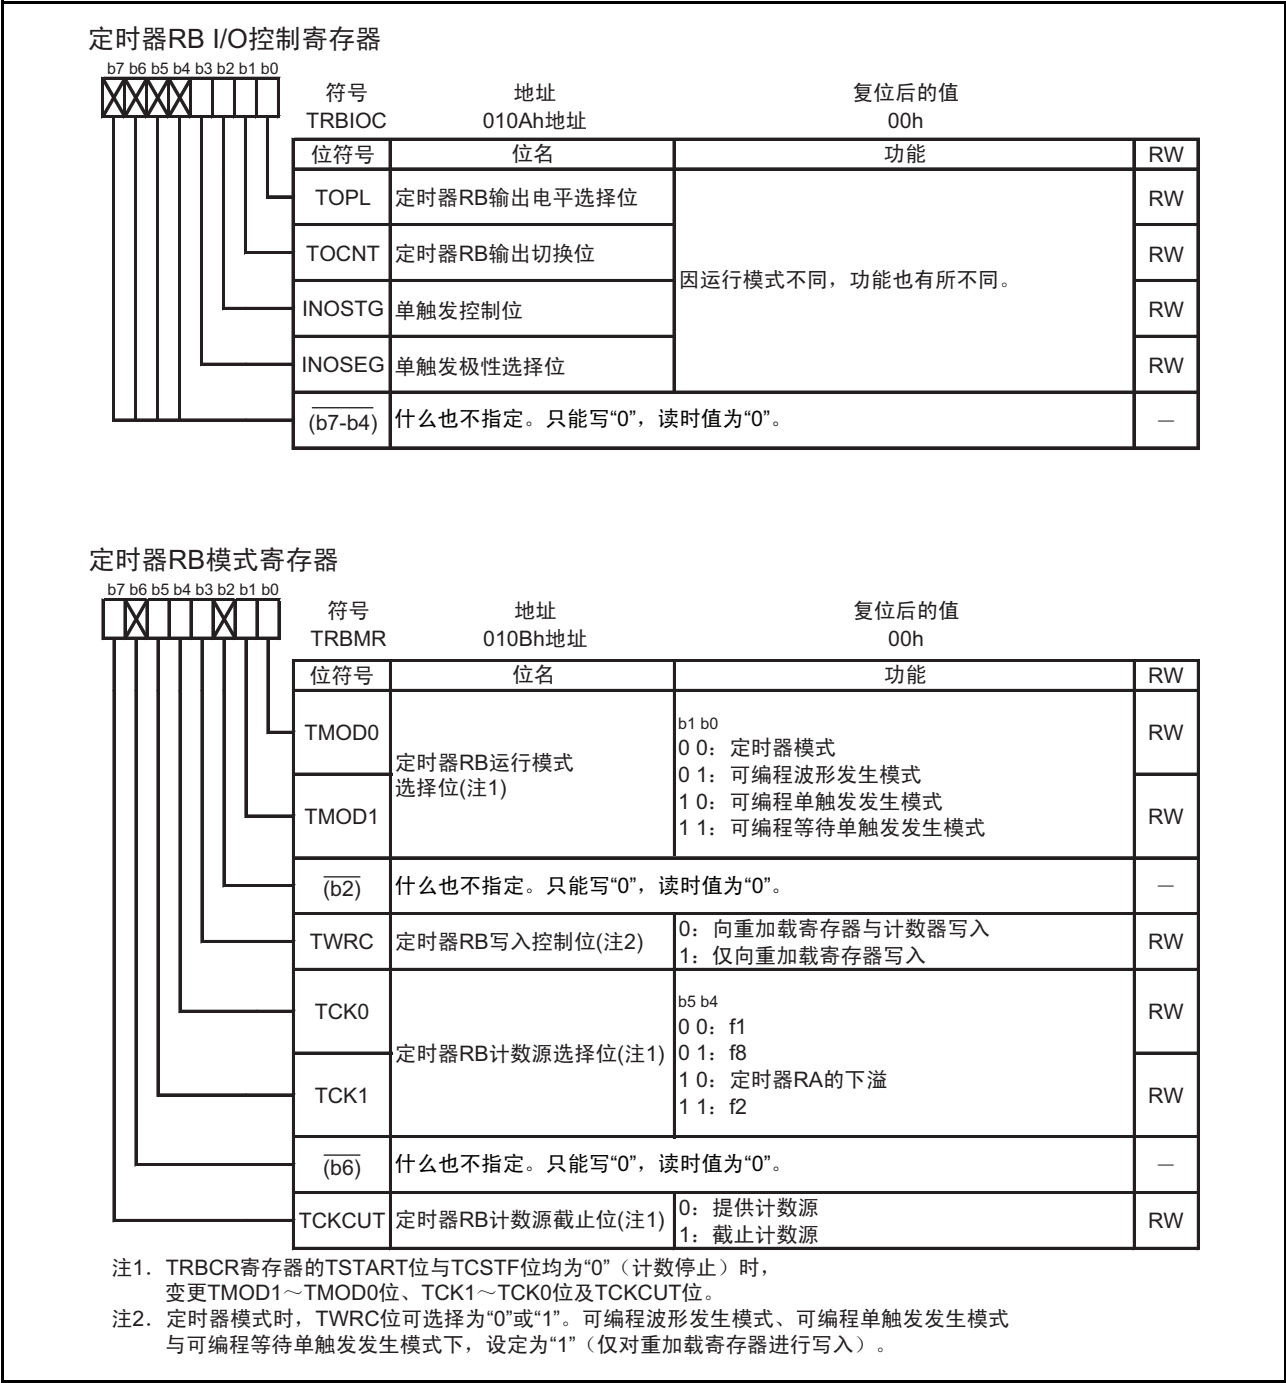 定时器RB I/O控制寄存器
b7 b6 b5 b4 b3 b2 b1 b0
符号 地址 复位后的值
TRBIOC 010Ah地址 00h
位符号 位名 功能 RW
TOPL 定时器RB输出电平选择位 RW
TOCNT 定时器RB输出切换位 RW
因运行模式不同，功能也有所不同。
INOSTG 单触发控制位 RW
INOSEG 单触发极性选择位 RW
(b7-b4) 什么也不指定。只能写“0”，读时值为“0”。 —
定时器RB模式寄存器
b7 b6 b5 b4 b3 b2 b1 b0
符号 地址 复位后的值
TRBMR 010Bh地址 00h
位符号 位名 功能 RW
TMOD0 RW
TMOD1 RW
定时器RB运行模式
选择位(注1)
b1 b0
0 0：定时器模式
0 1：可编程波形发生模式
1 0：可编程单触发发生模式
1 1：可编程等待单触发发生模式
(b2) 什么也不指定。只能写“0”，读时值为“0”。 —
TWRC 定时器RB写入控制位(注2) RW
0：向重加载寄存器与计数器写入
1：仅向重加载寄存器写入
TCK0 RW
TCK1 RW
定时器RB计数源选择位(注1)
b5 b4
0 0：f1
0 1：f8
1 0：定时器RA的下溢
1 1：f2
(b6) 什么也不指定。只能写“0”，读时值为“0”。 —
TCKCUT 定时器RB计数源截止位(注1) RW
0：提供计数源
1：截止计数源
注1．TRBCR寄存器的TSTART位与TCSTF位均为“0”（计数停止）时，
变更TMOD1～TMOD0位、TCK1～TCK0位及TCKCUT位。
注2．定时器模式时，TWRC位可选择为“0”或“1”。可编程波形发生模式、可编程单触发发生模式
与可编程等待单触发发生模式下，设定为“1”（仅对重加载寄存器进行写入）。